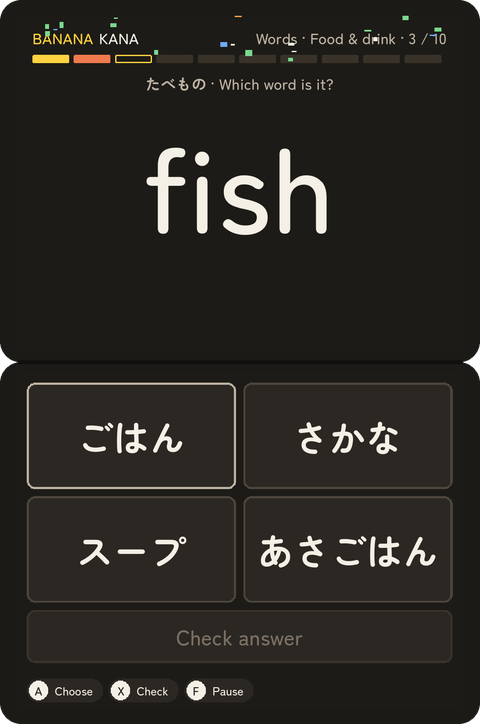 BANANA KANA
Words · Food & drink · 3 / 10
たべもの · Which word is it?
fish
ごはん
さかな
スープ
あさごはん
Check answer
A Choose
X Check
F Pause